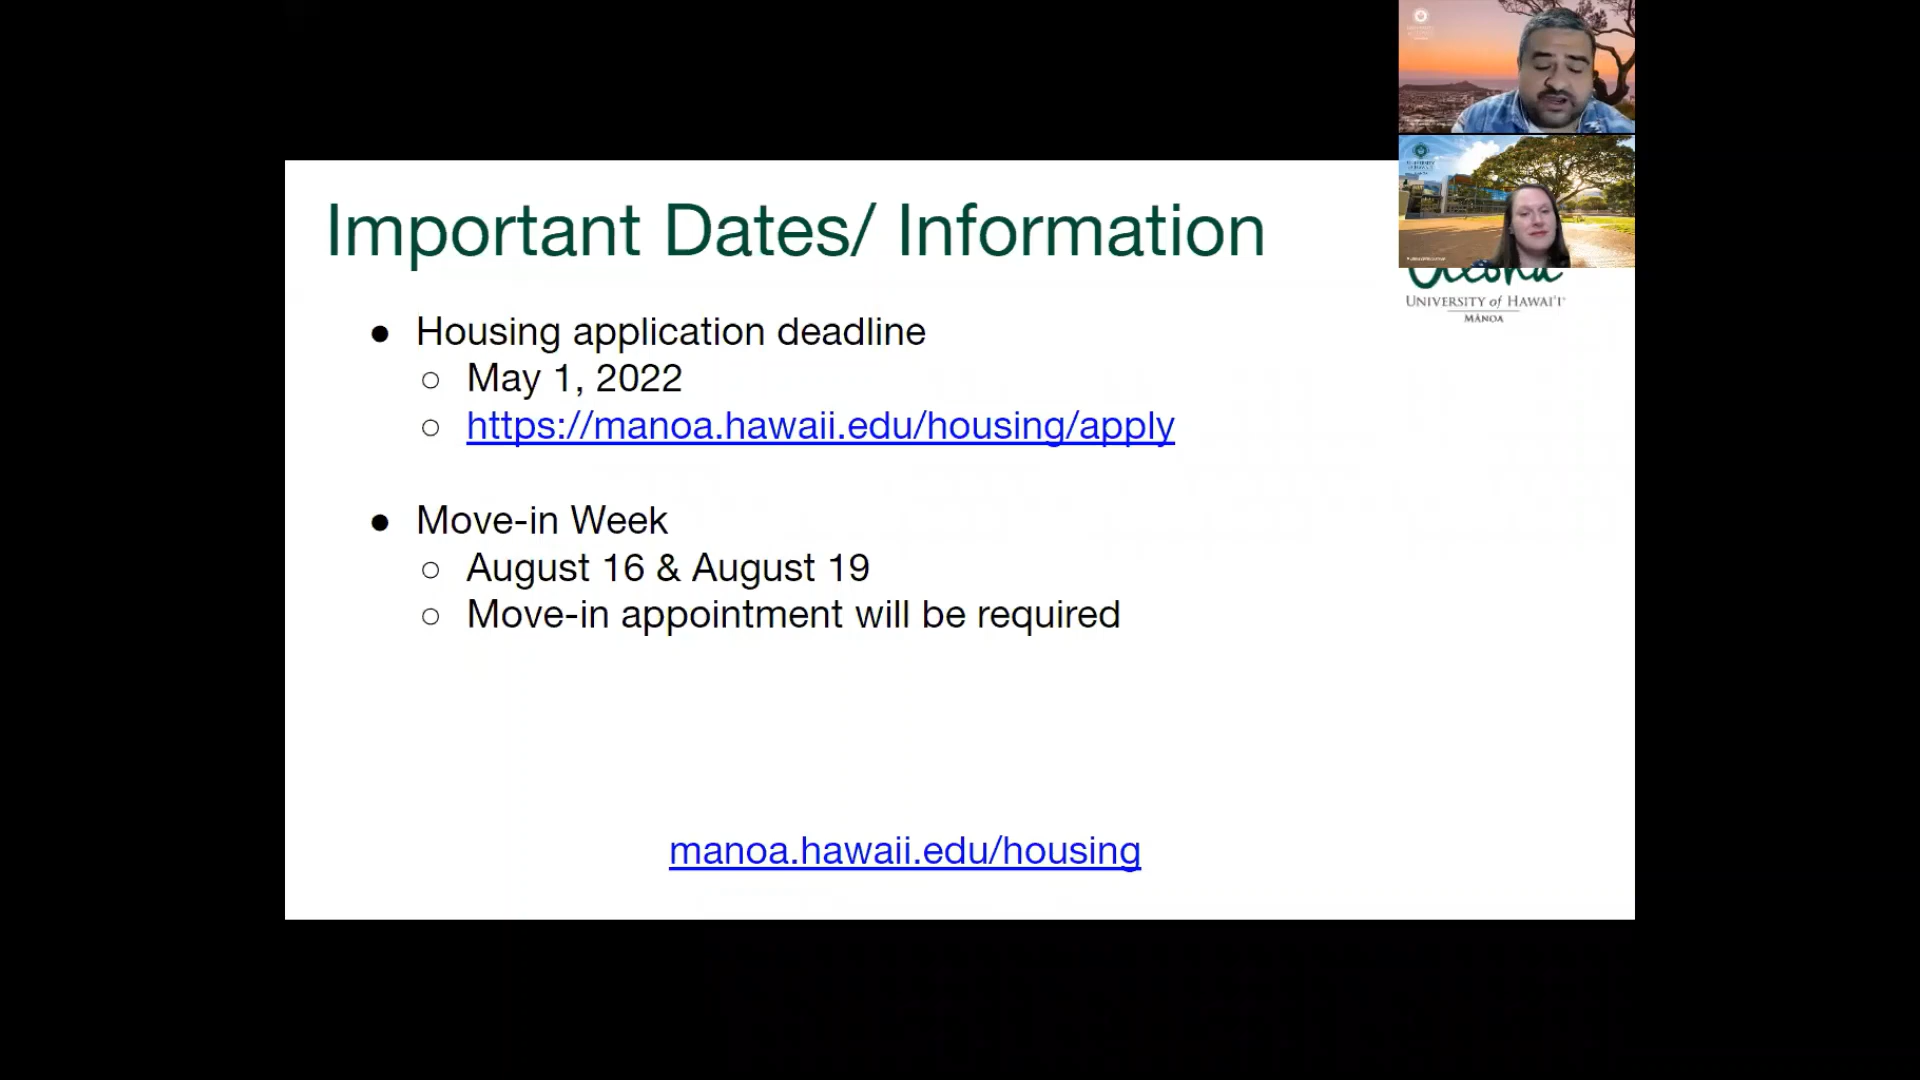 Important Dates/ Information
● Housing application deadline
○ May 1, 2022
○ https://manoa.hawaii.edu/housing/apply
● Move-in Week
○ August 16 & August 19
○ Move-in appointment will be required
manoa.hawaii.edu/housing
UNIVERSITY of HAWAI'I
MĀNOA